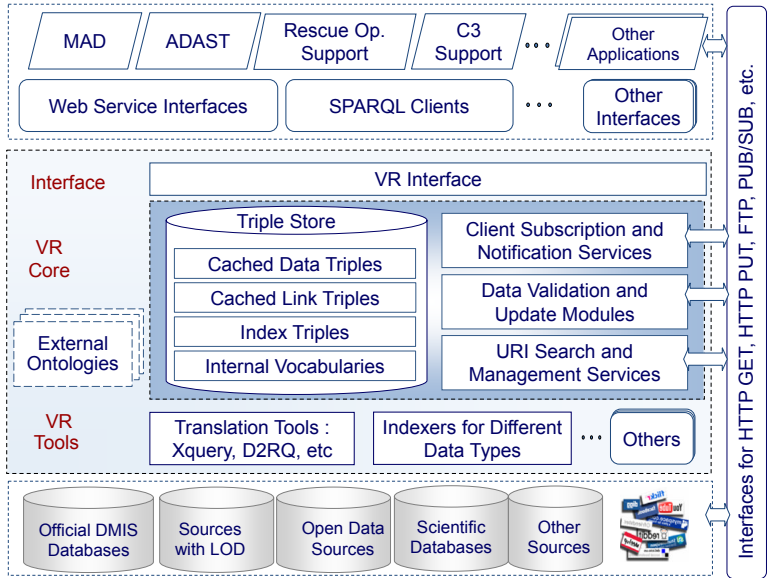 MAD
ADAST
Rescue Op.
Support
C3
Support
Other
Applications
Web Service Interfaces
SPARQL Clients
Other
Interfaces
Interface
VR Interface
VR
Core
Triple Store
Cached Data Triples
Cached Link Triples
Index Triples
Internal Vocabularies
Client Subscription and
Notification Services
Data Validation and
Update Modules
URI Search and
Management Services
External
Ontologies
VR
Tools
Translation Tools :
Xquery, D2RQ, etc
Indexers for Different
Data Types
Others
Official DMIS
Databases
Sources
with LOD
Open Data
Sources
Scientific
Databases
Other
Sources
Interfaces for HTTP GET, HTTP PUT, FTP, PUB/SUB, etc.